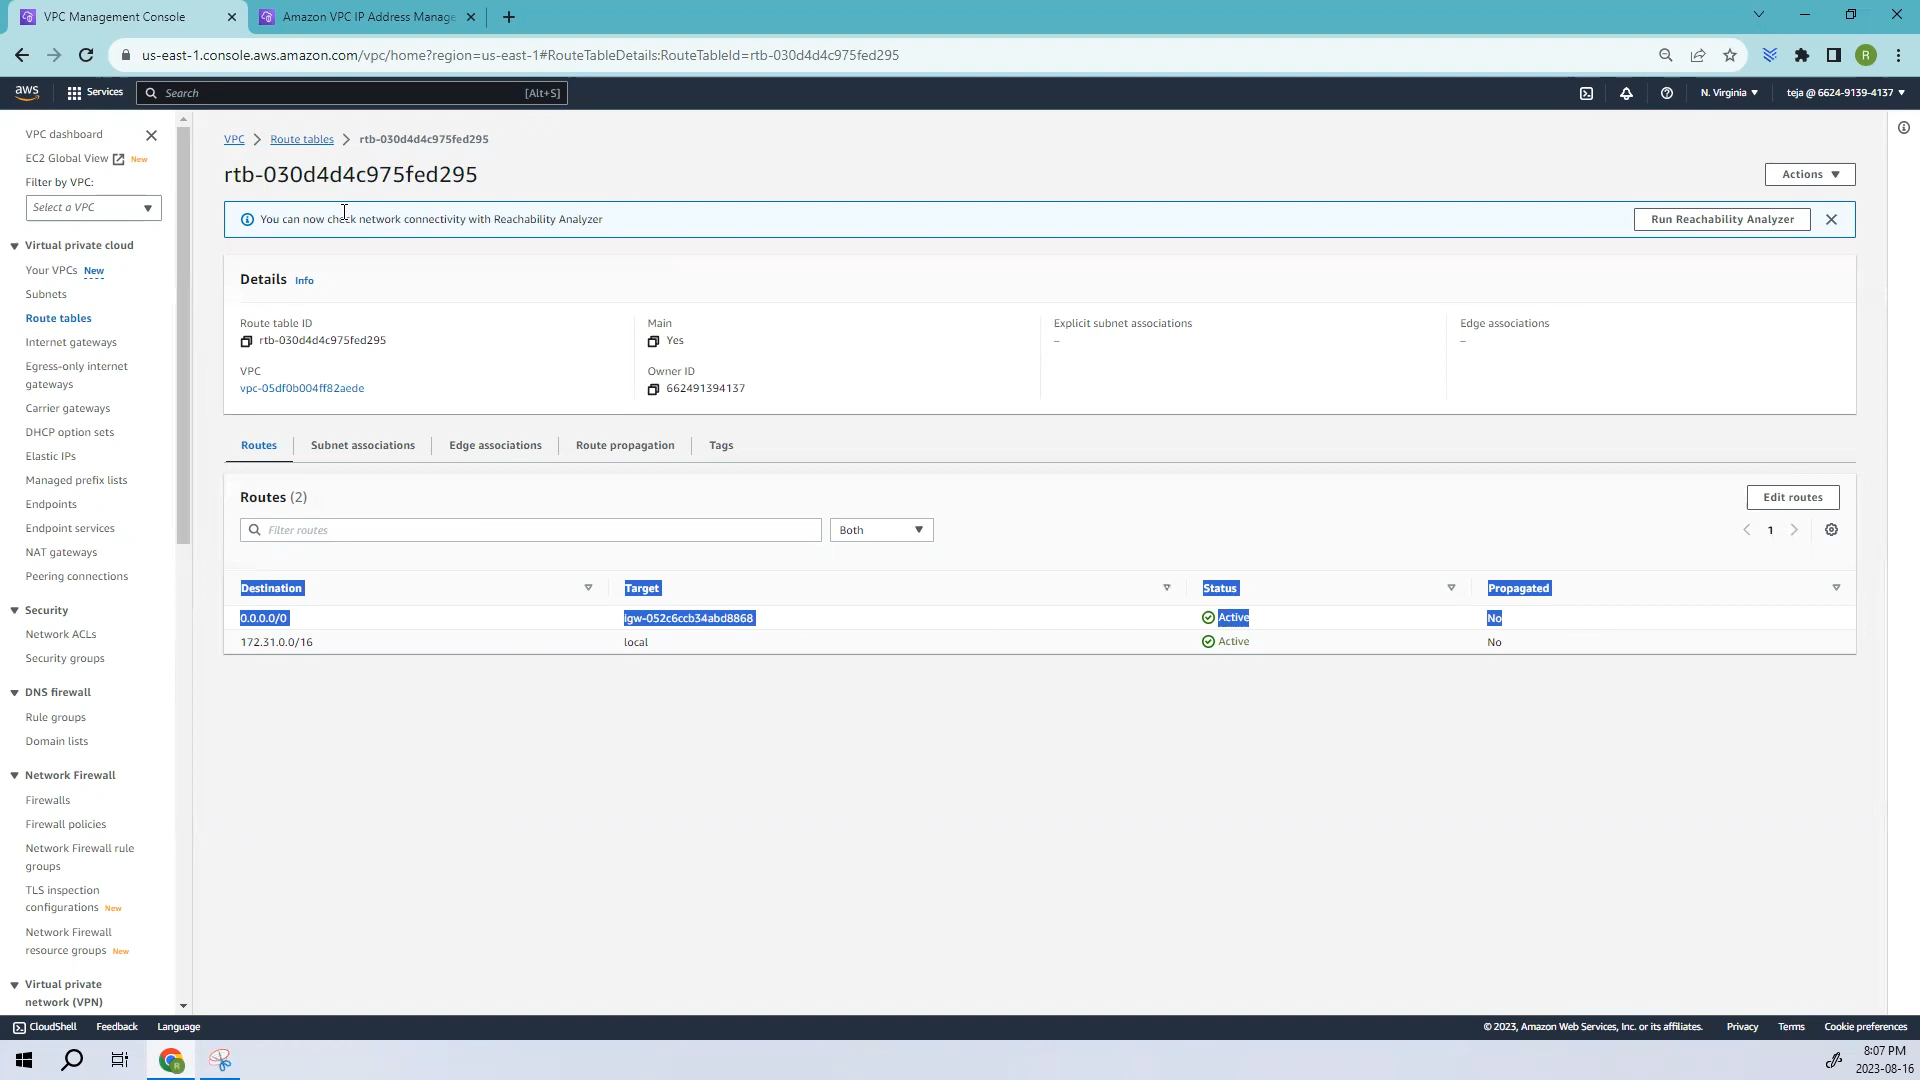 VPC Management Console
Amazon VPC IP Address Manage
us-east-1.console.aws.amazon.com/vpc/home?region=us-east-1#RouteTableDetails:RouteTableId=rtb-030d4d4c975fed295
R
aws
Services
Search
[Alt+S]
N. Virginia
teja @ 6624-9139-4137
VPC dashboard
EC2 Global View New
Filter by VPC:
Select a VPC
Virtual private cloud
Your VPCs New
Subnets
Route tables
Internet gateways
Egress-only internet
gateways
Carrier gateways
DHCP option sets
Elastic IPs
Managed prefix lists
Endpoints
Endpoint services
NAT gateways
Peering connections
Security
Network ACLs
Security groups
DNS firewall
Rule groups
Domain lists
Network Firewall
Firewalls
Firewall policies
Network Firewall rule
groups
TLS inspection
configurations New
Network Firewall
resource groups New
Virtual private
network (VPN)
VPC > Route tables > rtb-030d4d4c975fed295
rtb-030d4d4c975fed295
Actions
You can now check network connectivity with Reachability Analyzer
Run Reachability Analyzer
Details Info
Route table ID
rtb-030d4d4c975fed295
Main
Yes
Explicit subnet associations
–
Edge associations
–
VPC
vpc-05df0b004ff82aede
Owner ID
662491394137
Routes
Subnet associations
Edge associations
Route propagation
Tags
Routes (2)
Edit routes
Filter routes
Both
1
Destination Target Status Propagated
0.0.0.0/0 igw-052c6ccb34abd8868 Active No
172.31.0.0/16 local Active No
CloudShell
Feedback
Language
© 2023, Amazon Web Services, Inc. or its affiliates.
Privacy
Terms
Cookie preferences
R
8:07 PM
2023-08-16